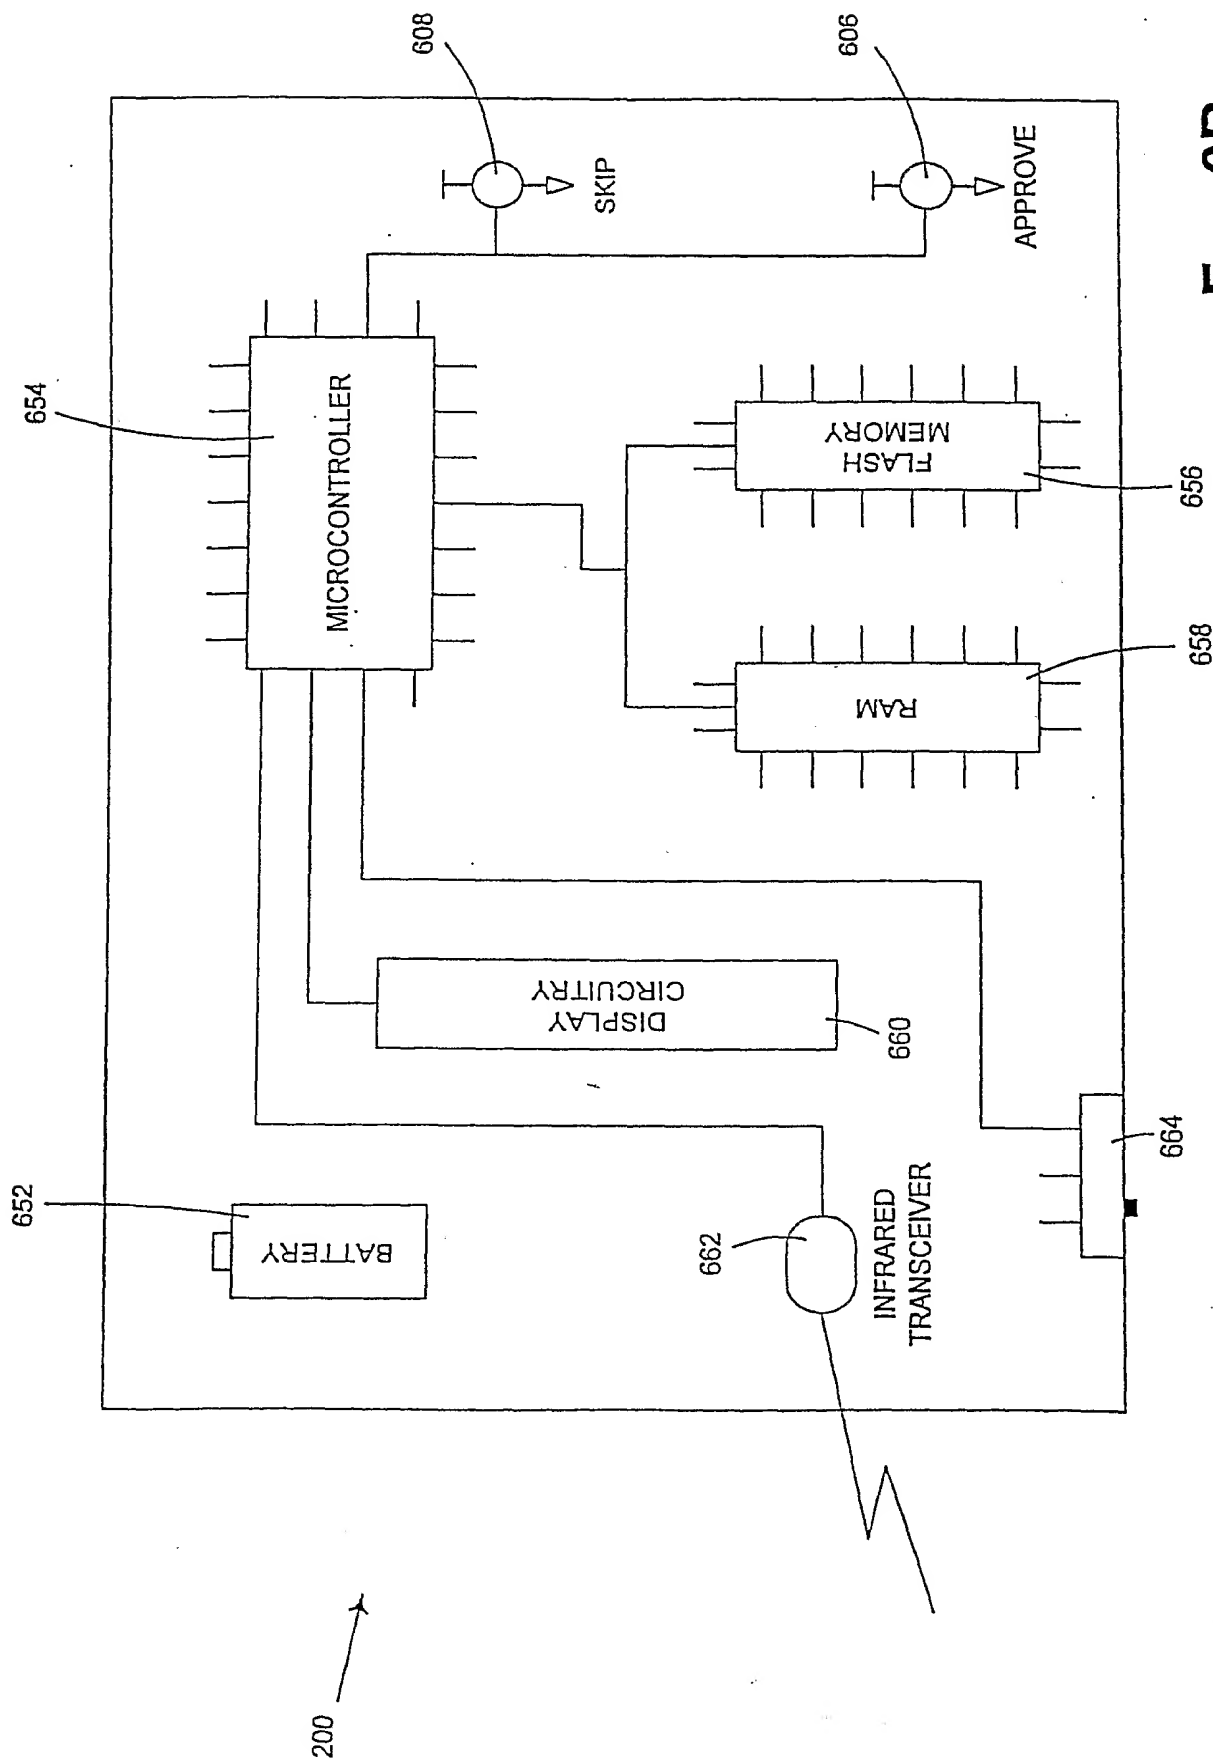 200
652
BATTERY
662
INFRARED
TRANSCEIVER
664
DISPLAY
CIRCUITRY
660
654
MICROCONTROLLER
RAM
658
FLASH
MEMORY
656
608
SKIP
606
APPROVE